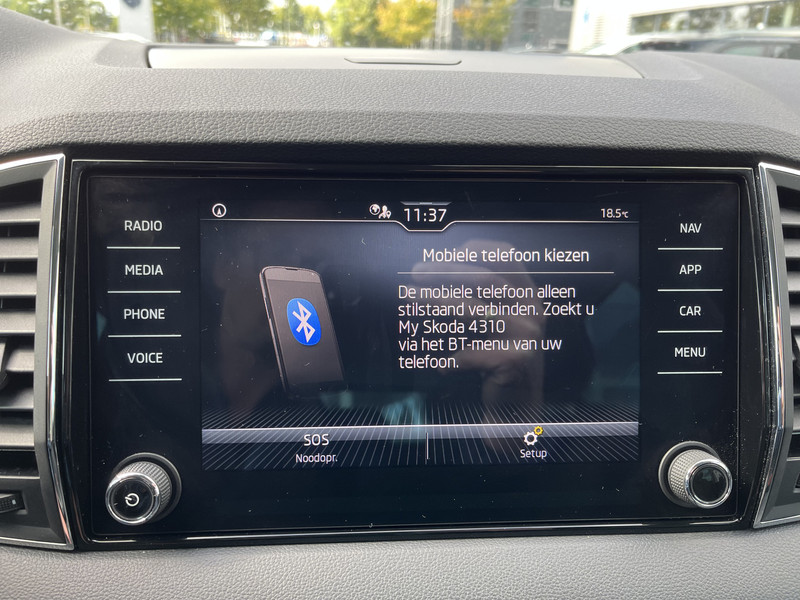 RADIO
MEDIA
PHONE
VOICE
11:37
18.5°C
Mobiele telefoon kiezen
De mobiele telefoon alleen
stilstaand verbinden. Zoekt u
My Skoda 4310
via het BT-menu van uw
telefoon.
SOS
Noodopr.
Setup
NAV
APP
CAR
MENU